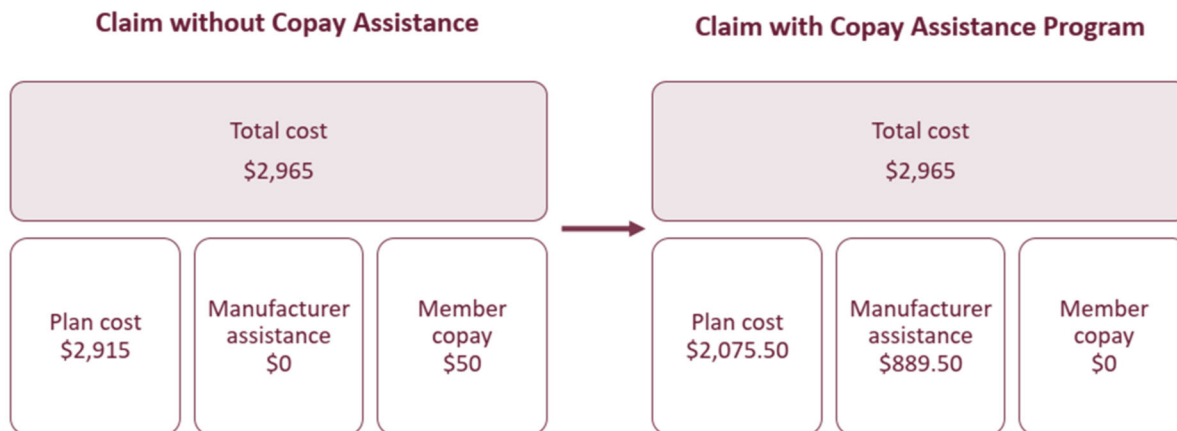 Claim without Copay Assistance
Total cost
$2,965
Plan cost
$2,915
Manufacturer
assistance
$0
Member
copay
$50
Claim with Copay Assistance Program
Total cost
$2,965
Plan cost
$2,075.50
Manufacturer
assistance
$889.50
Member
copay
$0